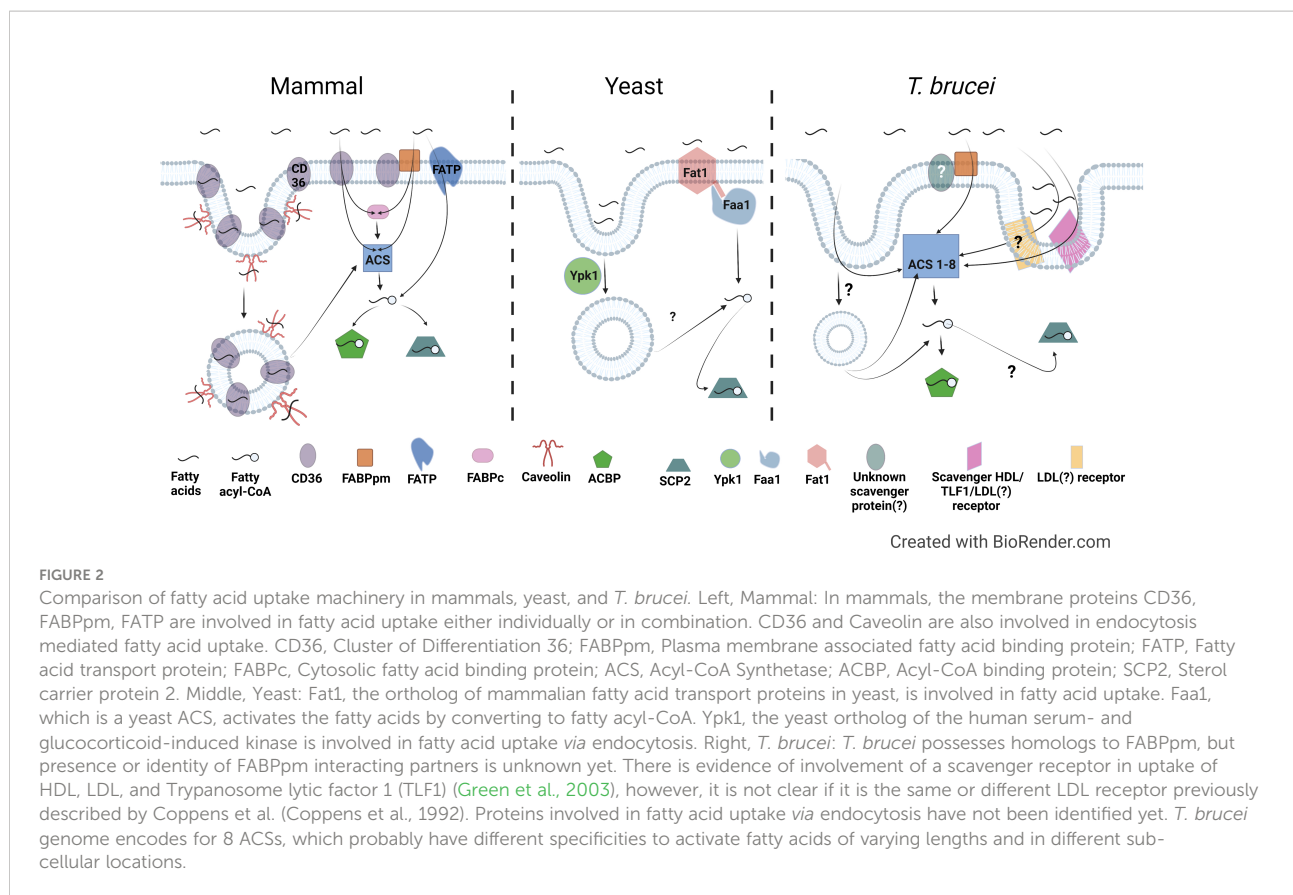 Mammal
Yeast
T. brucei
CD
36
FATP
ACS
Fat1
Faa1
Ypk1
?
?
?
ACS 1-8
?
?
Fatty
acids
Fatty
acyl-CoA
CD36
FABPpm
FATP
FABPc
Caveolin
ACBP
SCP2
Ypk1
Faa1
Fat1
Unknown
scavenger
protein(?)
Scavenger HDL/
TLF1/LDL(?)
receptor
LDL(?) receptor
Created with BioRender.com
FIGURE 2
Comparison of fatty acid uptake machinery in mammals, yeast, and T. brucei. Left, Mammal: In mammals, the membrane proteins CD36,
FABPpm, FATP are involved in fatty acid uptake either individually or in combination. CD36 and Caveolin are also involved in endocytosis
mediated fatty acid uptake. CD36, Cluster of Differentiation 36; FABPpm, Plasma membrane associated fatty acid binding protein; FATP, Fatty
acid transport protein; FABPc, Cytosolic fatty acid binding protein; ACS, Acyl-CoA Synthetase; ACBP, Acyl-CoA binding protein; SCP2, Sterol
carrier protein 2. Middle, Yeast: Fat1, the ortholog of mammalian fatty acid transport proteins in yeast, is involved in fatty acid uptake. Faa1,
which is a yeast ACS, activates the fatty acids by converting to fatty acyl-CoA. Ypk1, the yeast ortholog of the human serum- and
glucocorticoid-induced kinase is involved in fatty acid uptake via endocytosis. Right, T. brucei: T. brucei possesses homologs to FABPpm, but
presence or identity of FABPpm interacting partners is unknown yet. There is evidence of involvement of a scavenger receptor in uptake of
HDL, LDL, and Trypanosome lytic factor 1 (TLF1) (Green et al., 2003), however, it is not clear if it is the same or different LDL receptor previously
described by Coppens et al. (Coppens et al., 1992). Proteins involved in fatty acid uptake via endocytosis have not been identified yet. T. brucei
genome encodes for 8 ACSs, which probably have different specificities to activate fatty acids of varying lengths and in different sub-
cellular locations.